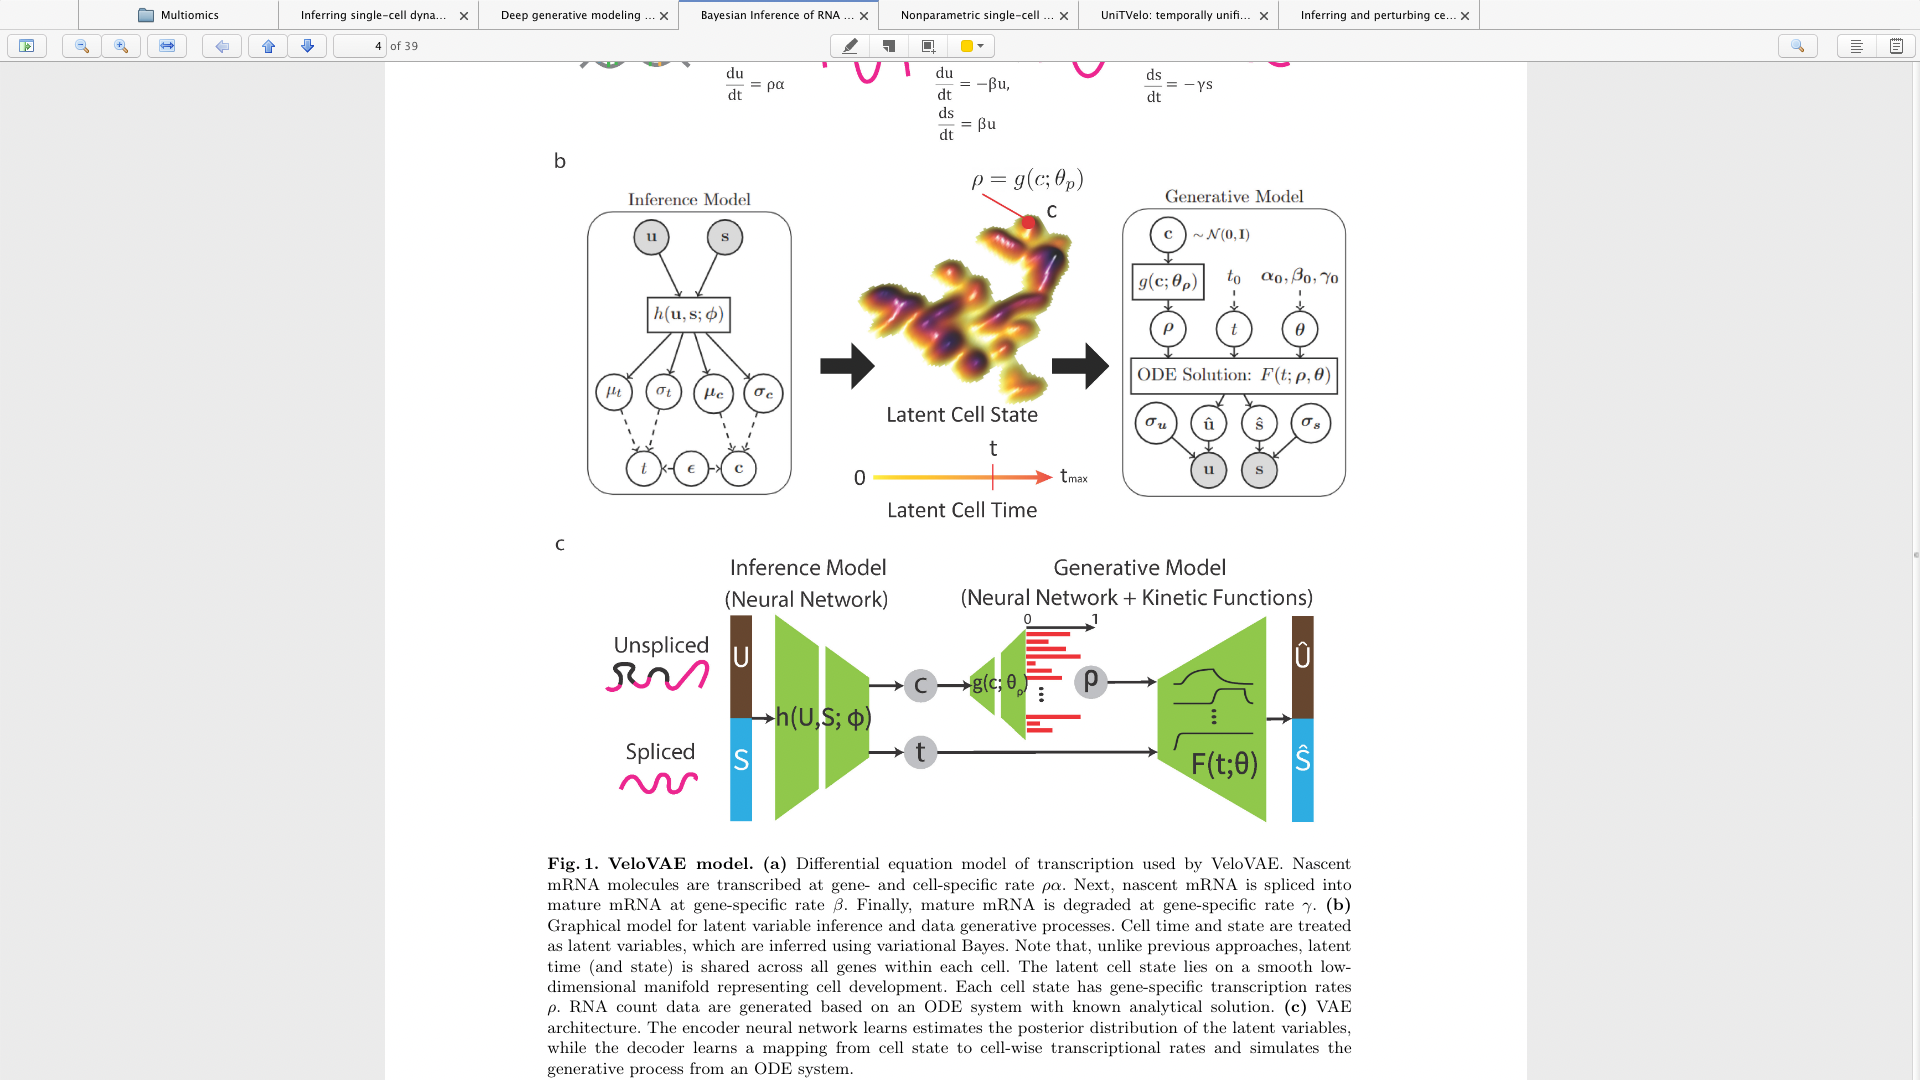 Multiomics
Inferring single-cell dyna...
Deep generative modeling ...
Bayesian Inference of RNA ...
Nonparametric single-cell ...
UniTVelo: temporally unifi...
Inferring and perturbing ce...
4 of 39
du/dt = ρα
du/dt = −βu,
ds/dt = βu
ds/dt = −γs
b
Inference Model
u s
h(u, s; ϕ)
μt σt μc σc
t ϵ c
ρ = g(c; θp)
c
Latent Cell State
t
0 tmax
Latent Cell Time
Generative Model
c ∼ N(0, I)
g(c; θρ) t0 α0, β0, γ0
ρ t θ
ODE Solution: F(t; ρ, θ)
σu û ŝ σs
u s
c
Inference Model
(Neural Network)
Generative Model
(Neural Network + Kinetic Functions)
0 1
Unspliced
Spliced
U
S
h(U,S; ϕ)
c
t
g(c; θρ)
ρ
F(t;θ)
Û
Ŝ
Fig. 1. VeloVAE model. (a) Differential equation model of transcription used by VeloVAE. Nascent
mRNA molecules are transcribed at gene- and cell-specific rate ρα. Next, nascent mRNA is spliced into
mature mRNA at gene-specific rate β. Finally, mature mRNA is degraded at gene-specific rate γ. (b)
Graphical model for latent variable inference and data generative processes. Cell time and state are treated
as latent variables, which are inferred using variational Bayes. Note that, unlike previous approaches, latent
time (and state) is shared across all genes within each cell. The latent cell state lies on a smooth low-
dimensional manifold representing cell development. Each cell state has gene-specific transcription rates
ρ. RNA count data are generated based on an ODE system with known analytical solution. (c) VAE
architecture. The encoder neural network learns estimates the posterior distribution of the latent variables,
while the decoder learns a mapping from cell state to cell-wise transcriptional rates and simulates the
generative process from an ODE system.